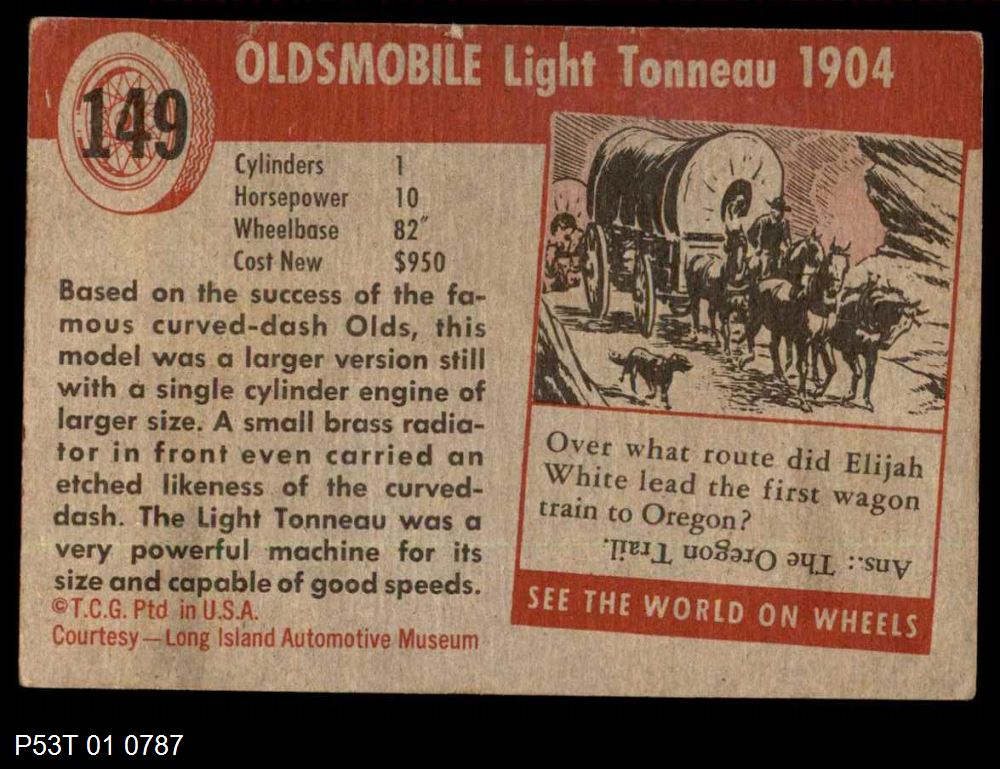 149
OLDSMOBILE Light Tonneau 1904
Cylinders 1
Horsepower 10
Wheelbase 82"
Cost New $950
Based on the success of the fa-
mous curved-dash Olds, this
model was a larger version still
with a single cylinder engine of
larger size. A small brass radia-
tor in front even carried an
etched likeness of the curved-
dash. The Light Tonneau was a
very powerful machine for its
size and capable of good speeds.
©T.C.G. Ptd in U.S.A.
Courtesy—Long Island Automotive Museum
Over what route did Elijah
White lead the first wagon
train to Oregon?
Ans.: The Oregon Trail.
SEE THE WORLD ON WHEELS
P53T 01 0787